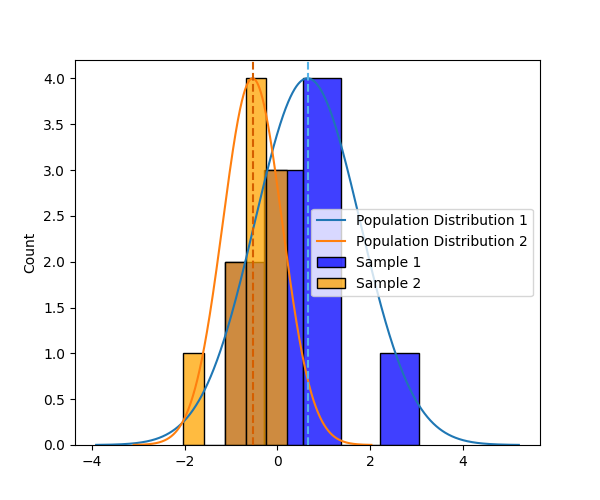 4.0
3.5
3.0
2.5
2.0
1.5
1.0
0.5
0.0
Count
Population Distribution 1
Population Distribution 2
Sample 1
Sample 2
−4 −2 0 2 4